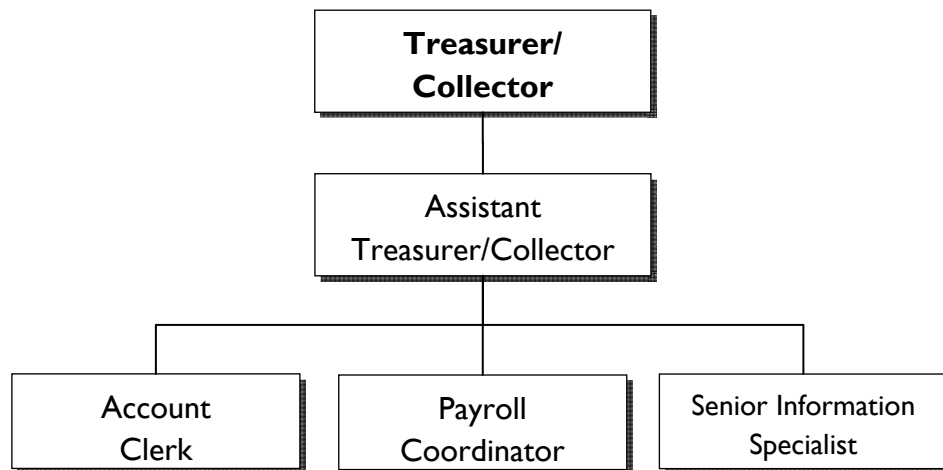 Treasurer/
Collector
Assistant
Treasurer/Collector
Account
Clerk
Payroll
Coordinator
Senior Information
Specialist